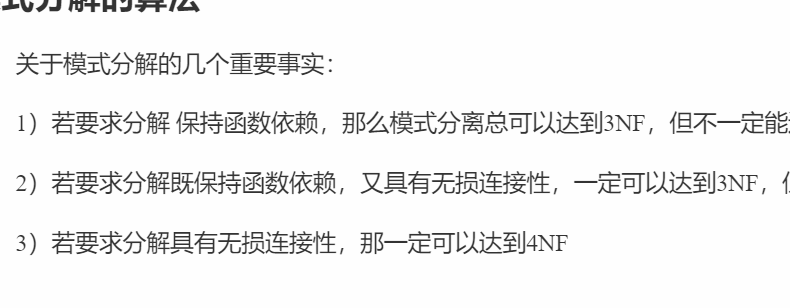 式分解的算法
关于模式分解的几个重要事实：
1）若要求分解 保持函数依赖，那么模式分离总可以达到3NF，但不一定能
2）若要求分解既保持函数依赖，又具有无损连接性，一定可以达到3NF，
3）若要求分解具有无损连接性，那一定可以达到4NF